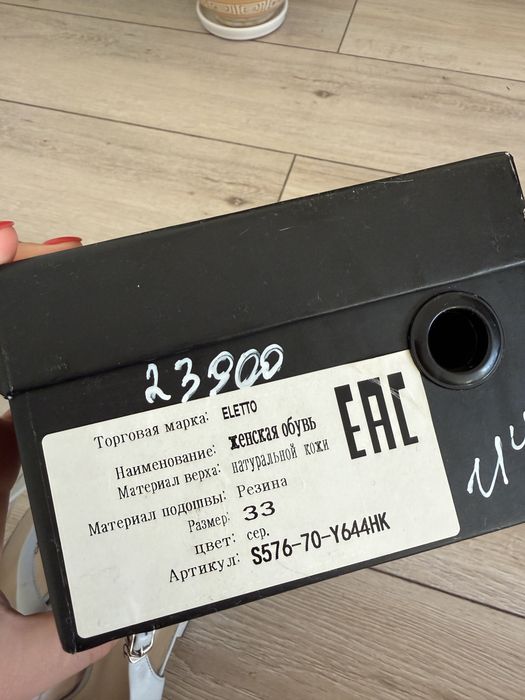 23900
EAC
Торговая марка: ELETTO
Наименование: женская обувь
Материал верха: натуральной кожи
Материал подошвы: Резина
Размер: 33
цвет: сер.
Артикул: S576-70-Y644HK